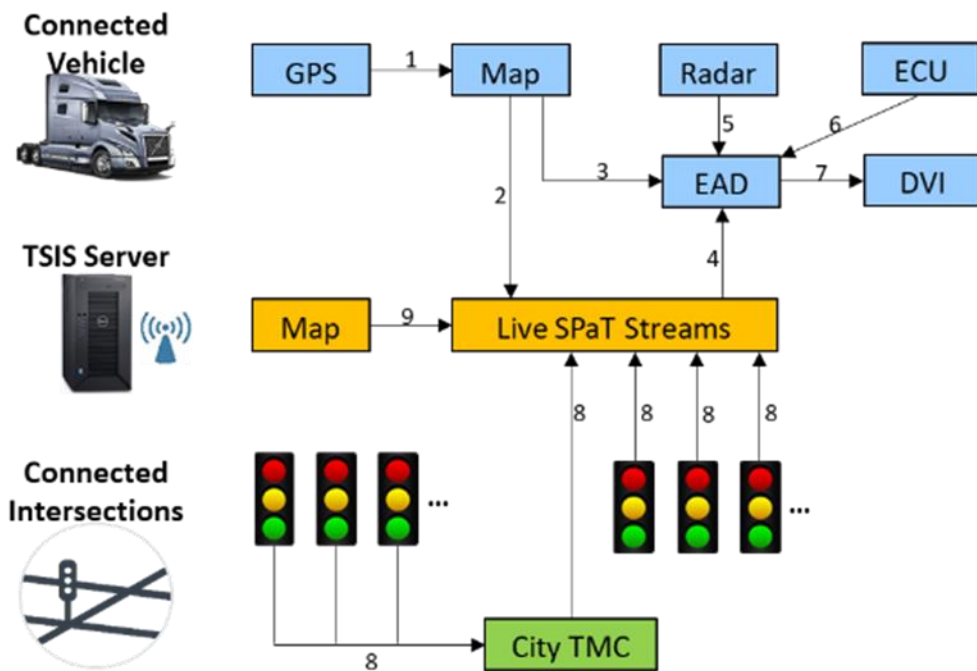 Connected
Vehicle
GPS
1
Map
Radar
ECU
5
6
2
3
EAD
7
DVI
TSIS Server
4
Map
9
Live SPaT Streams
8
8
8
8
Connected
Intersections
...
...
8
City TMC